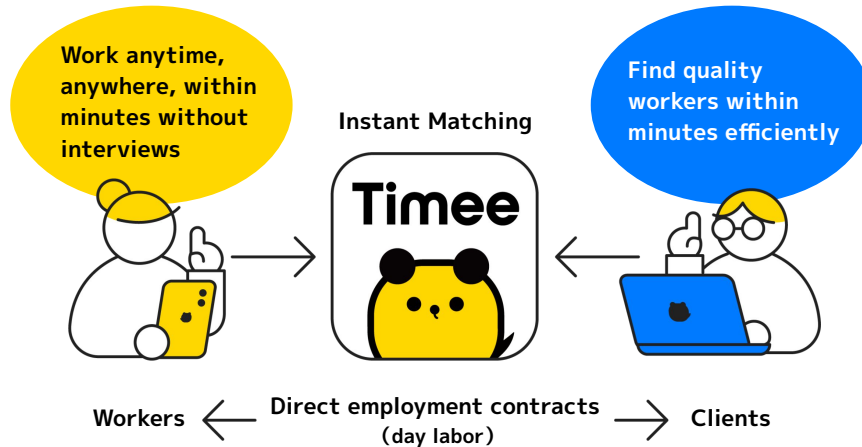 Work anytime,
anywhere, within
minutes without
interviews
Find quality
workers within
minutes efficiently
Instant Matching
Timee
Workers
Direct employment contracts
(day labor)
Clients